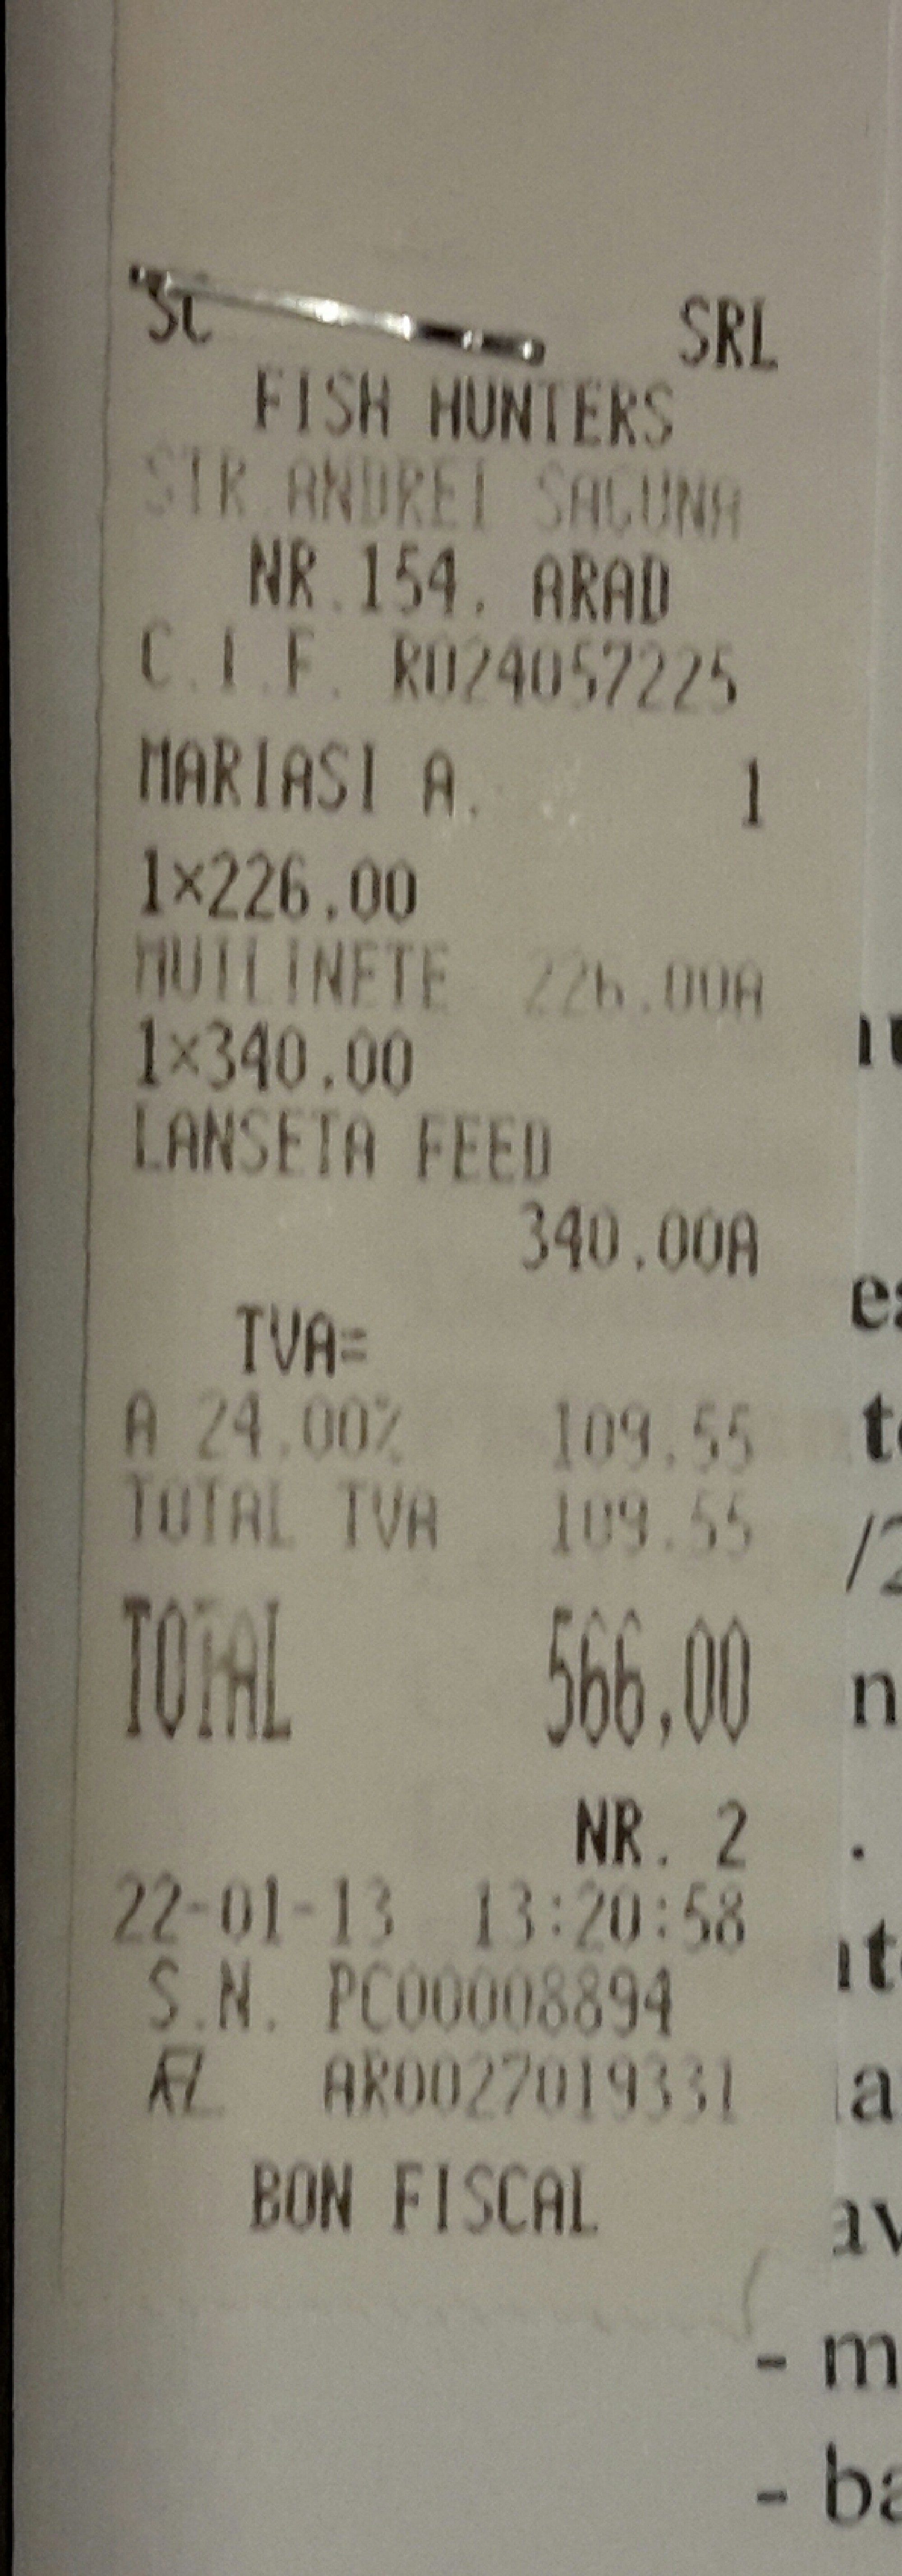 SC SRL
FISH HUNTERS
STR.ANDREI SAGUNA
NR.154. ARAD
C.I.F. RO24057225
MARIASI A. 1
1×226.00
MUILINETE 226.00A
1×340.00
LANSETA FEED
340.00A
TVA=
A 24.00% 109.55
TOTAL TVA 109.55
TOTAL 566,00
NR. 2
22-01-13 13:20:58
S.N. PC00008894
AR0027019331
BON FISCAL
- m
- ba